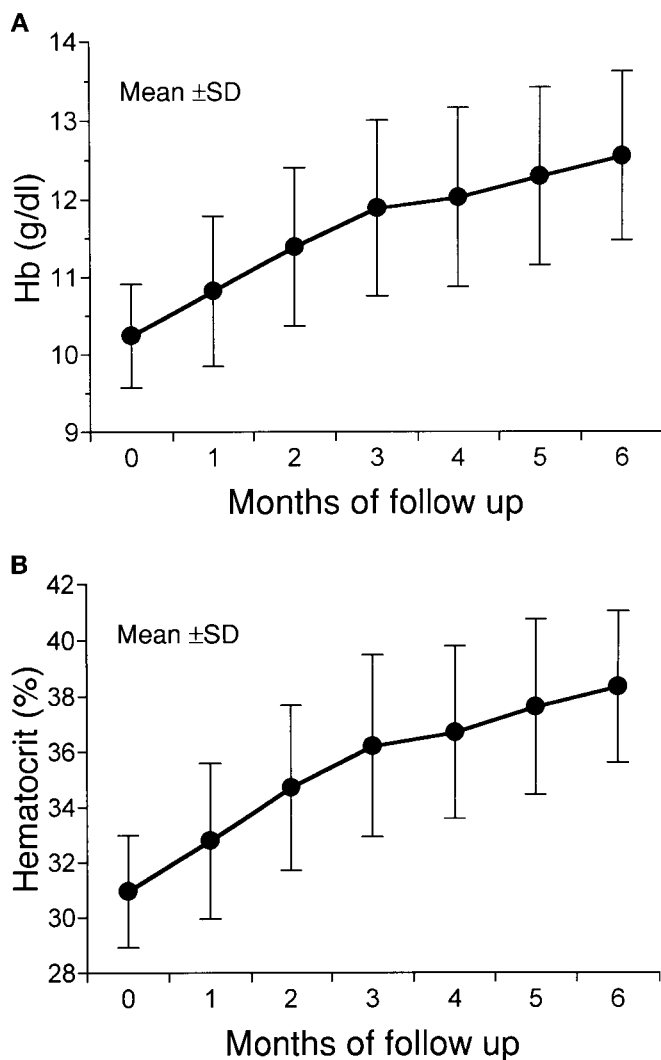 A
14
Mean ±SD
13
12
11
10
9
Hb (g/dl)
0 1 2 3 4 5 6
Months of follow up
B
42
Mean ±SD
40
38
36
34
32
30
28
Hematocrit (%)
0 1 2 3 4 5 6
Months of follow up